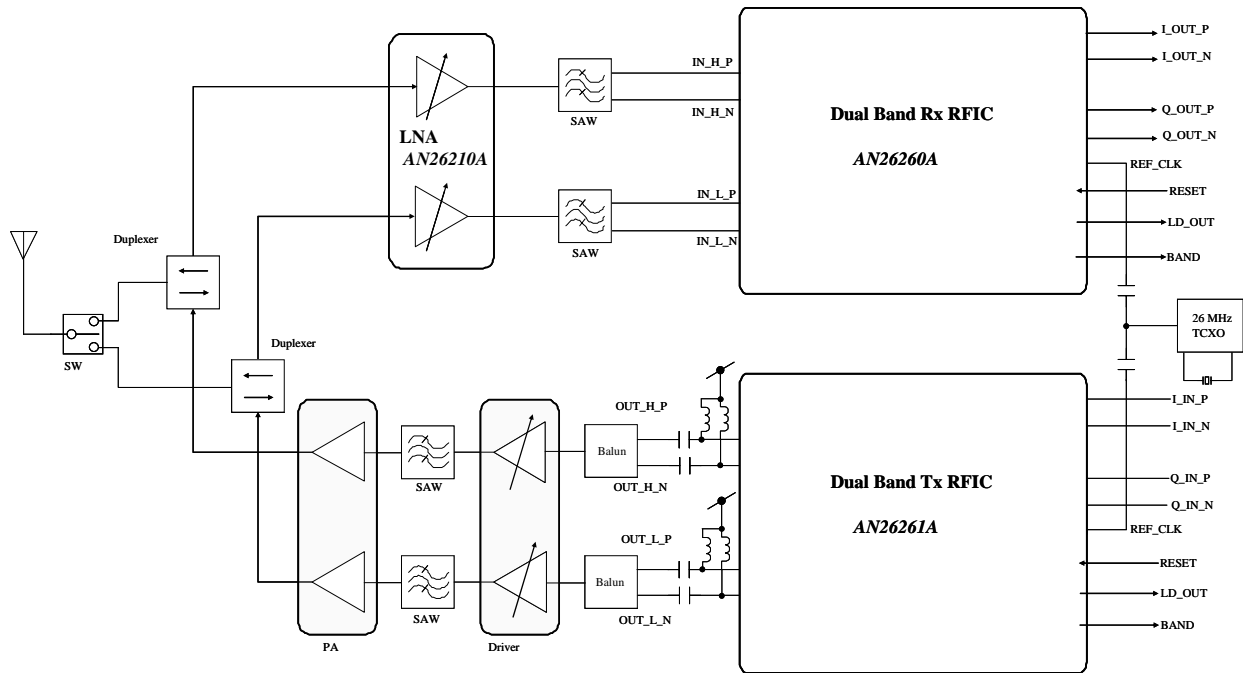 I_OUT_P
I_OUT_N
IN_H_P
IN_H_N
SAW
Dual Band Rx RFIC
AN26260A
Q_OUT_P
Q_OUT_N
LNA
AN26210A
REF_CLK
RESET
IN_L_P
IN_L_N
SAW
LD_OUT
BAND
Duplexer
SW
Duplexer
26 MHz
TCXO
OUT_H_P
Balun
OUT_H_N
SAW
I_IN_P
I_IN_N
Dual Band Tx RFIC
AN26261A
Q_IN_P
Q_IN_N
REF_CLK
OUT_L_P
Balun
OUT_L_N
SAW
RESET
LD_OUT
BAND
PA
Driver